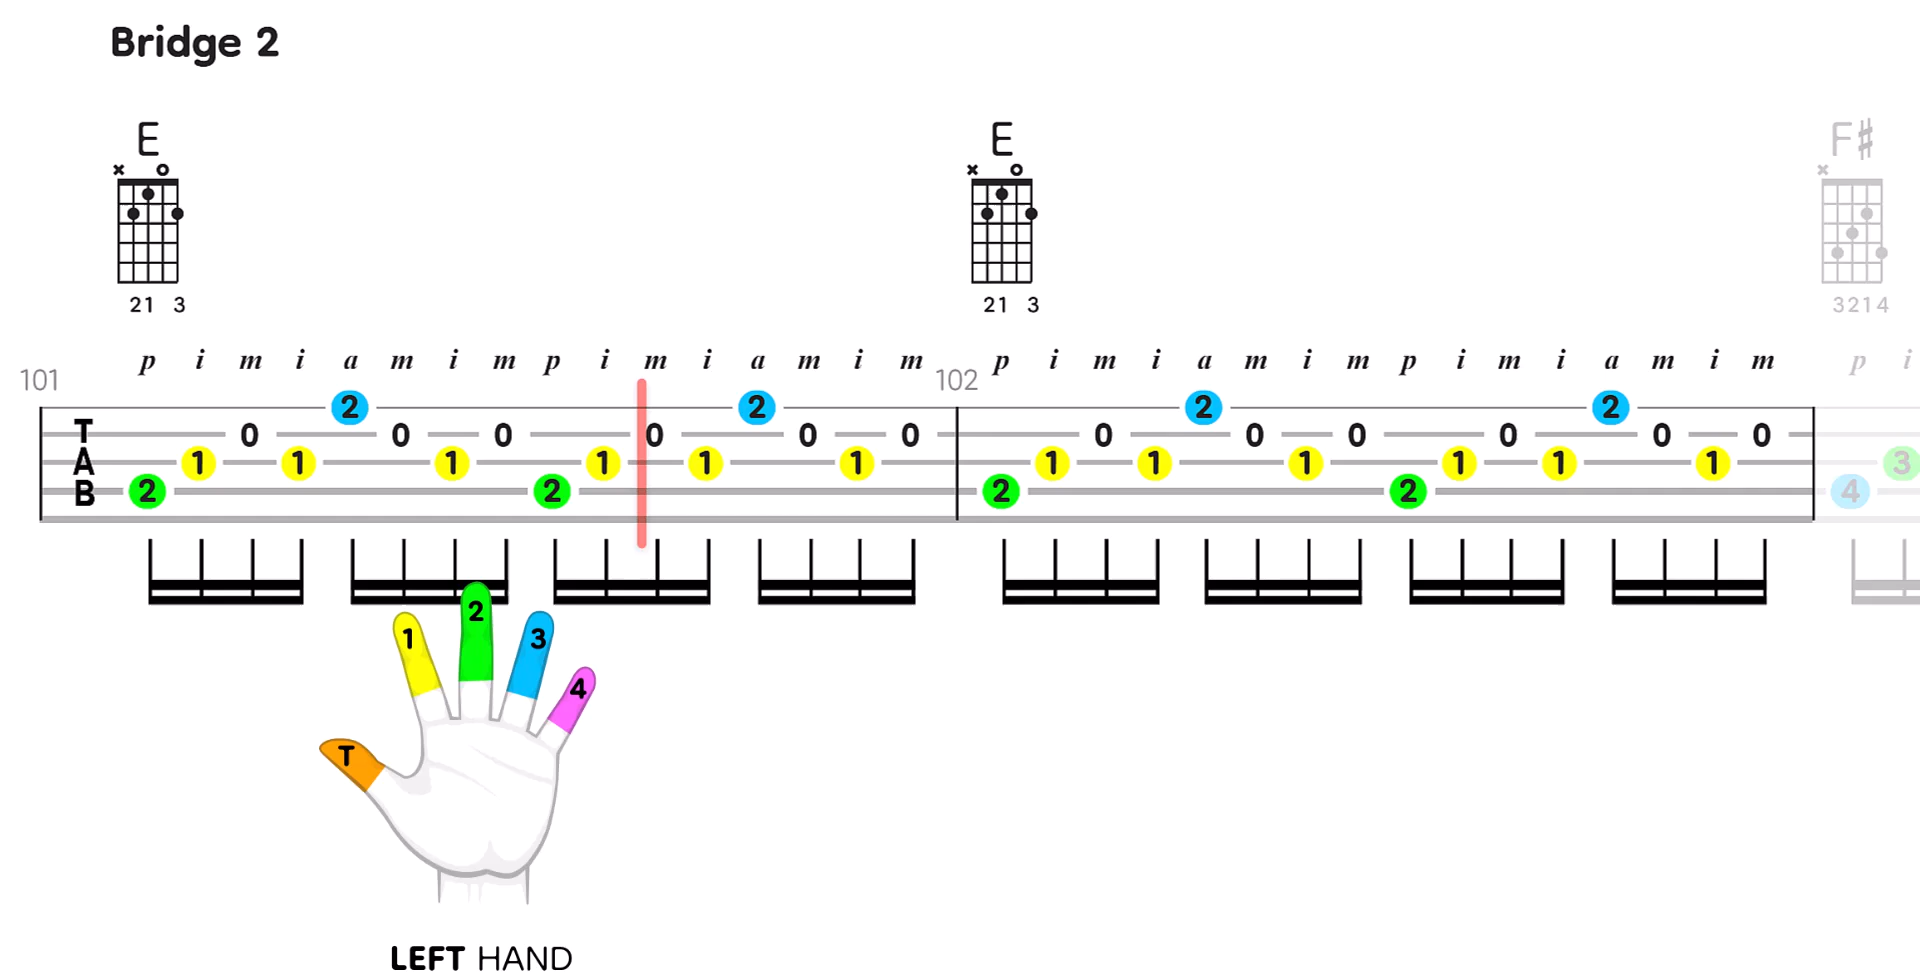 Bridge 2
E E F♯
x o x o x
21 3 21 3 3214
p i m i a m i m p i m i a m i m p i m i a m i m p i m i a m i m p i
101 102
2 2 2 2
T 0 0 0 0 0 0 0 0 0 0 0 0
A 1 1 1 1 1 1 1 1 1 1 1 1 3
B 2 2 2 2 4
2
1 3
4
T
LEFT HAND